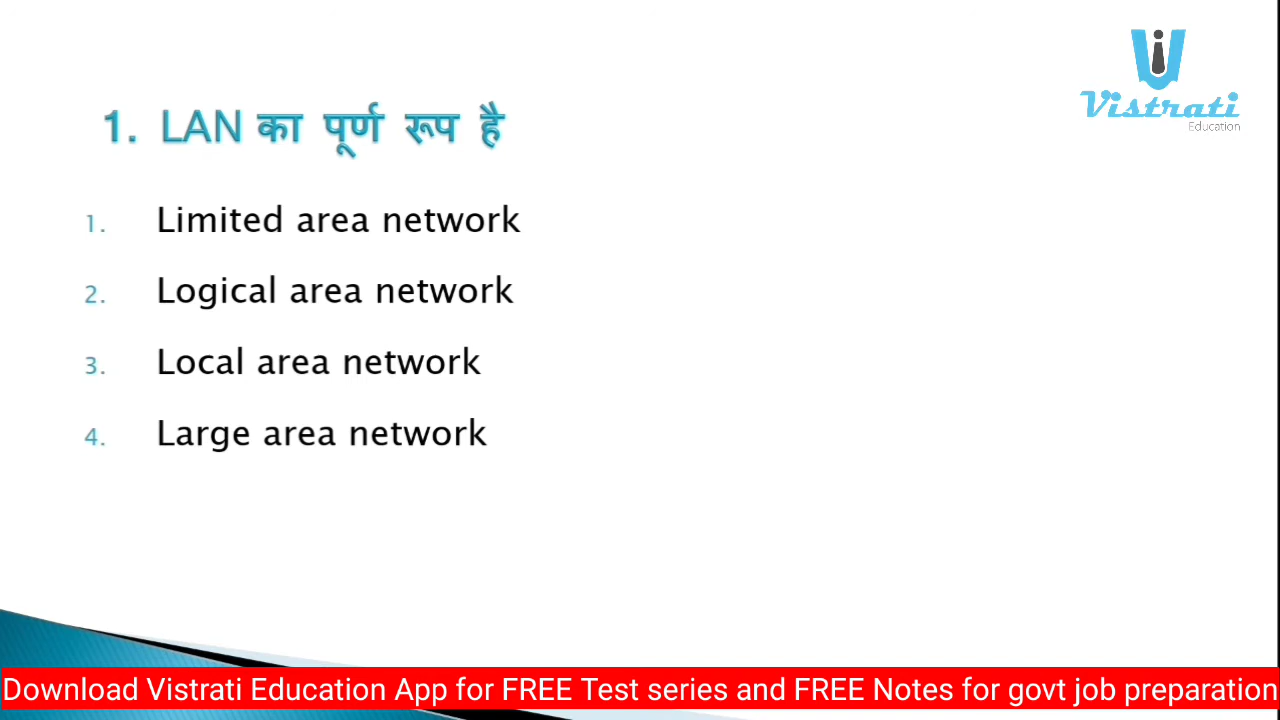 Vistrati
Education
1. LAN का पूर्ण रूप है
1. Limited area network
2. Logical area network
3. Local area network
4. Large area network
Download Vistrati Education App for FREE Test series and FREE Notes for govt job preparation